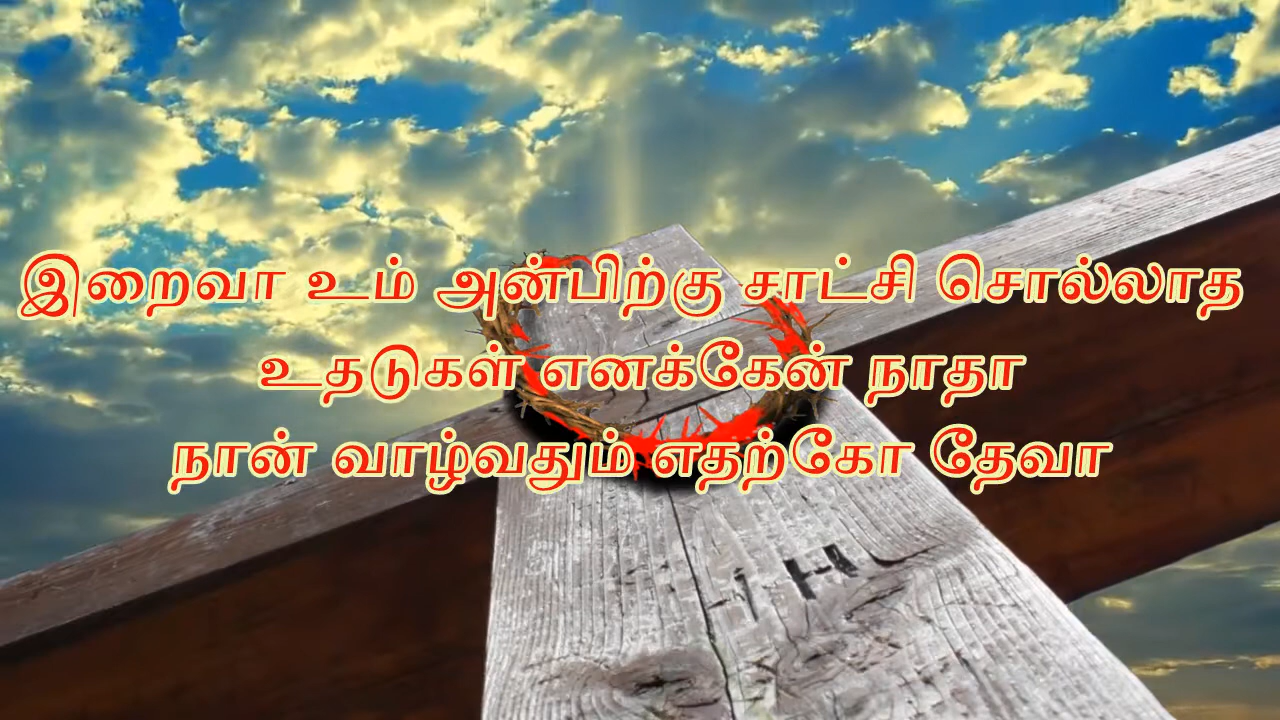 இறைவா உம் அன்பிற்கு சாட்சி சொல்லாத
உதடுகள் எனக்கேன் நாதா
நான் வாழ்வதும் எதற்கோ தேவா